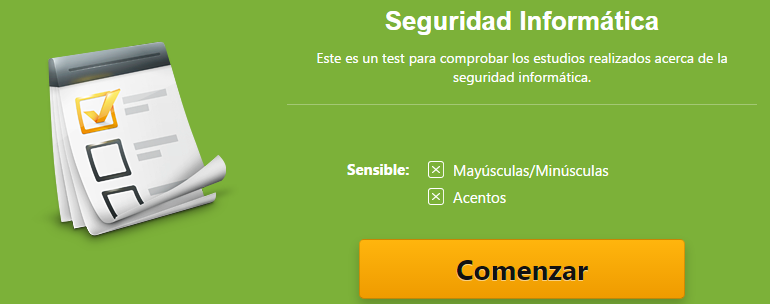 Seguridad Informática
Este es un test para comprobar los estudios realizados acerca de la
seguridad informática.
Sensible: Mayúsculas/Minúsculas
Acentos
Comenzar